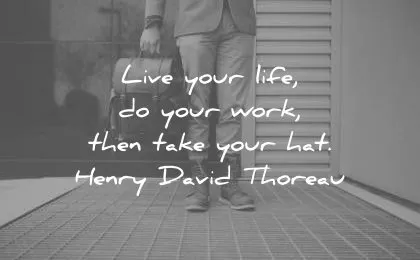 Live your life,
do your work,
then take your hat.
Henry David Thoreau